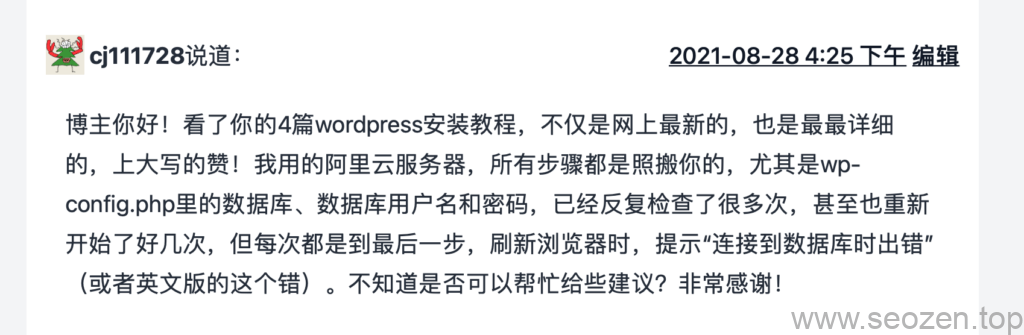 cj111728说道：
2021-08-28 4:25 下午 编辑
博主你好！看了你的4篇wordpress安装教程，不仅是网上最新的，也是最最详细
的，上大写的赞！我用的阿里云服务器，所有步骤都是照搬你的，尤其是wp-
config.php里的数据库、数据库用户名和密码，已经反复检查了很多次，甚至也重新
开始了好几次，但每次都是到最后一步，刷新浏览器时，提示“连接到数据库时出错”
（或者英文版的这个错）。不知道是否可以帮忙给些建议？非常感谢！
www.seozen.top